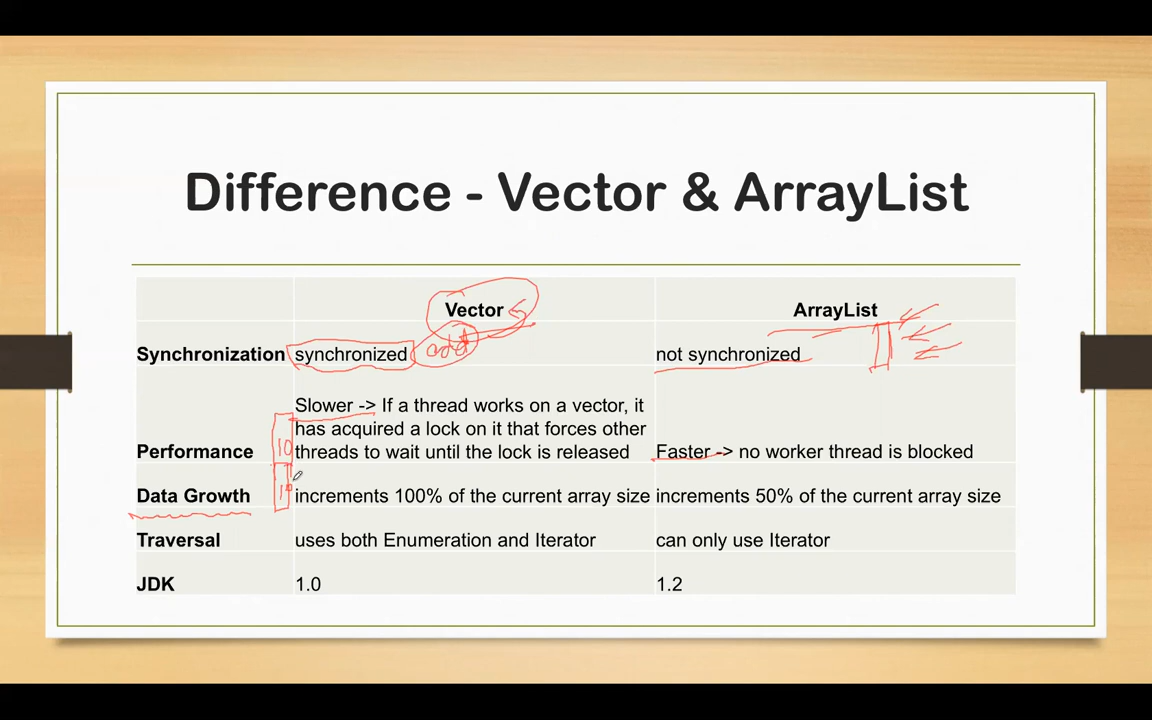 Difference - Vector & ArrayList
Vector ArrayList
Synchronization synchronized add not synchronized
Slower -> If a thread works on a vector, it
has acquired a lock on it that forces other
Performance 10 threads to wait until the lock is released Faster -> no worker thread is blocked
Data Growth increments 100% of the current array size increments 50% of the current array size
Traversal uses both Enumeration and Iterator can only use Iterator
JDK 1.0 1.2